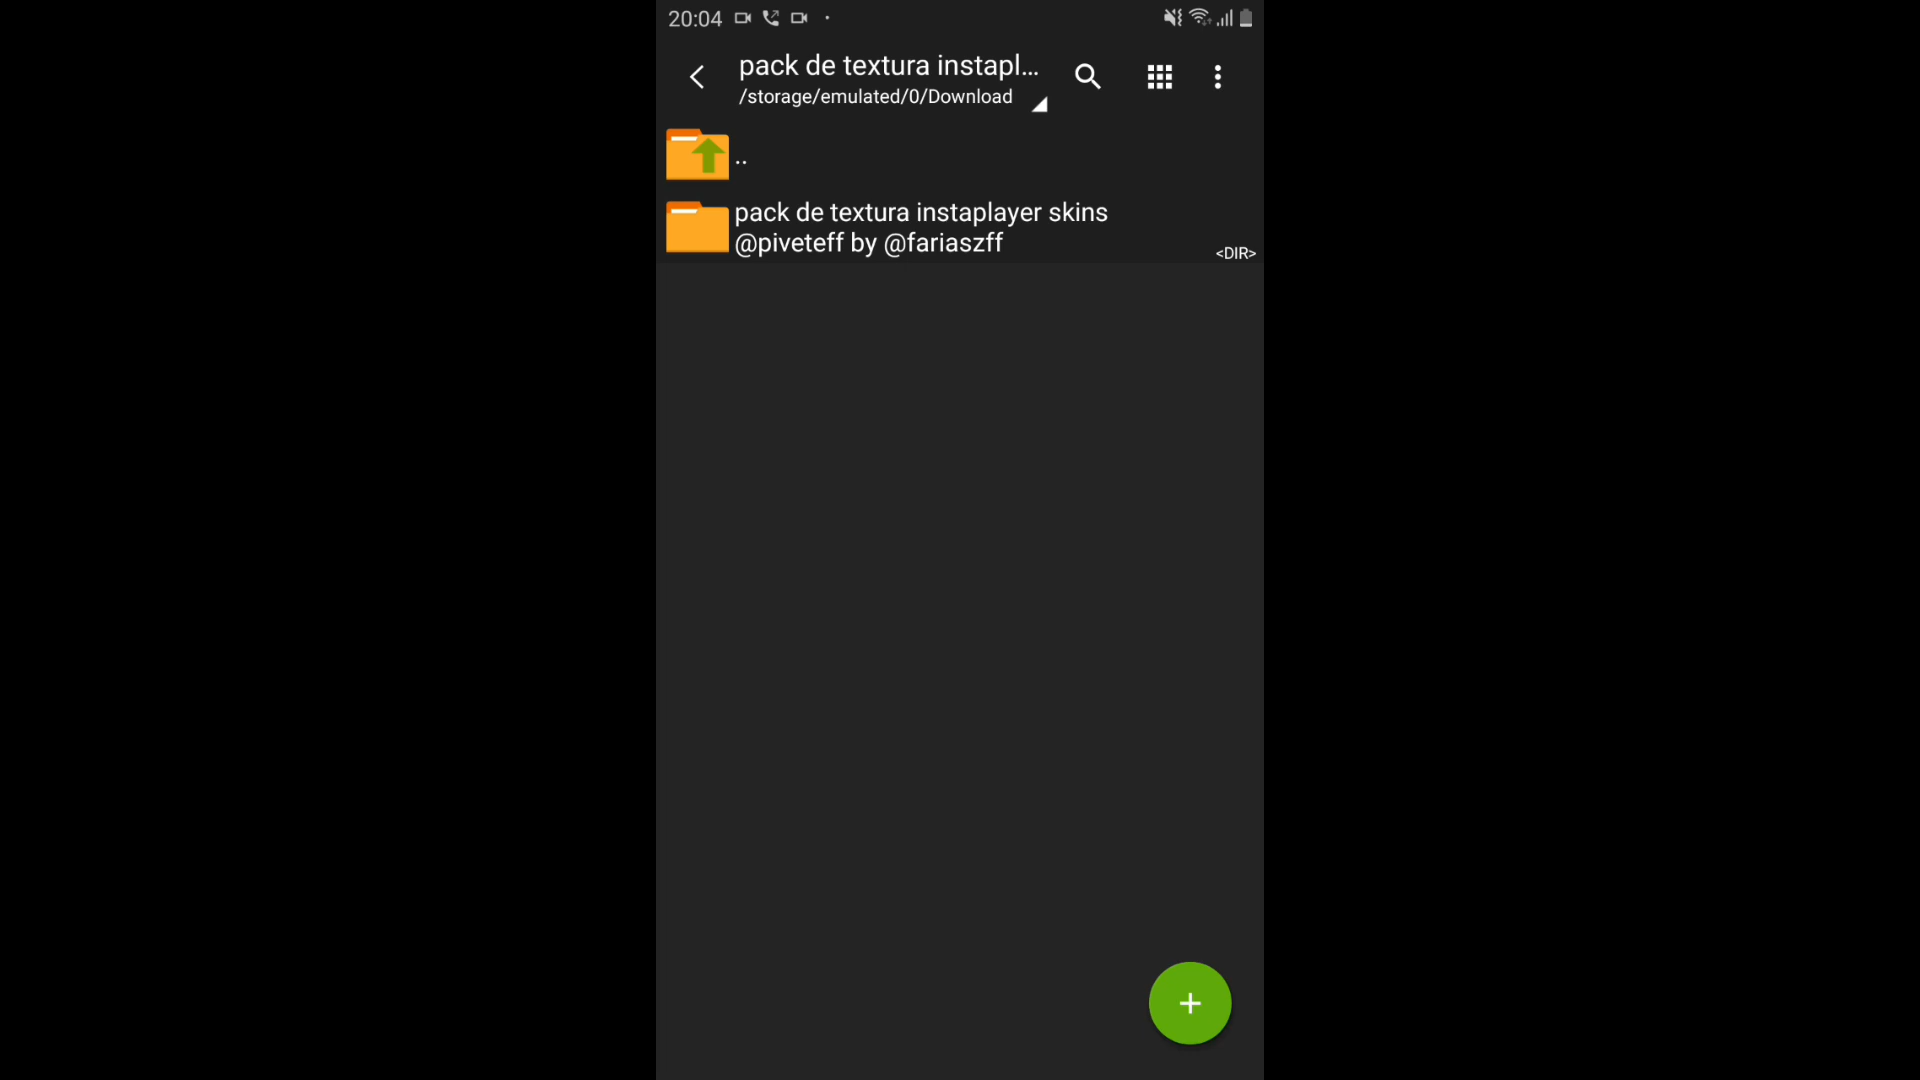 20:04
pack de textura instapl...
/storage/emulated/0/Download
..
pack de textura instaplayer skins
@piveteff by @fariaszff
<DIR>